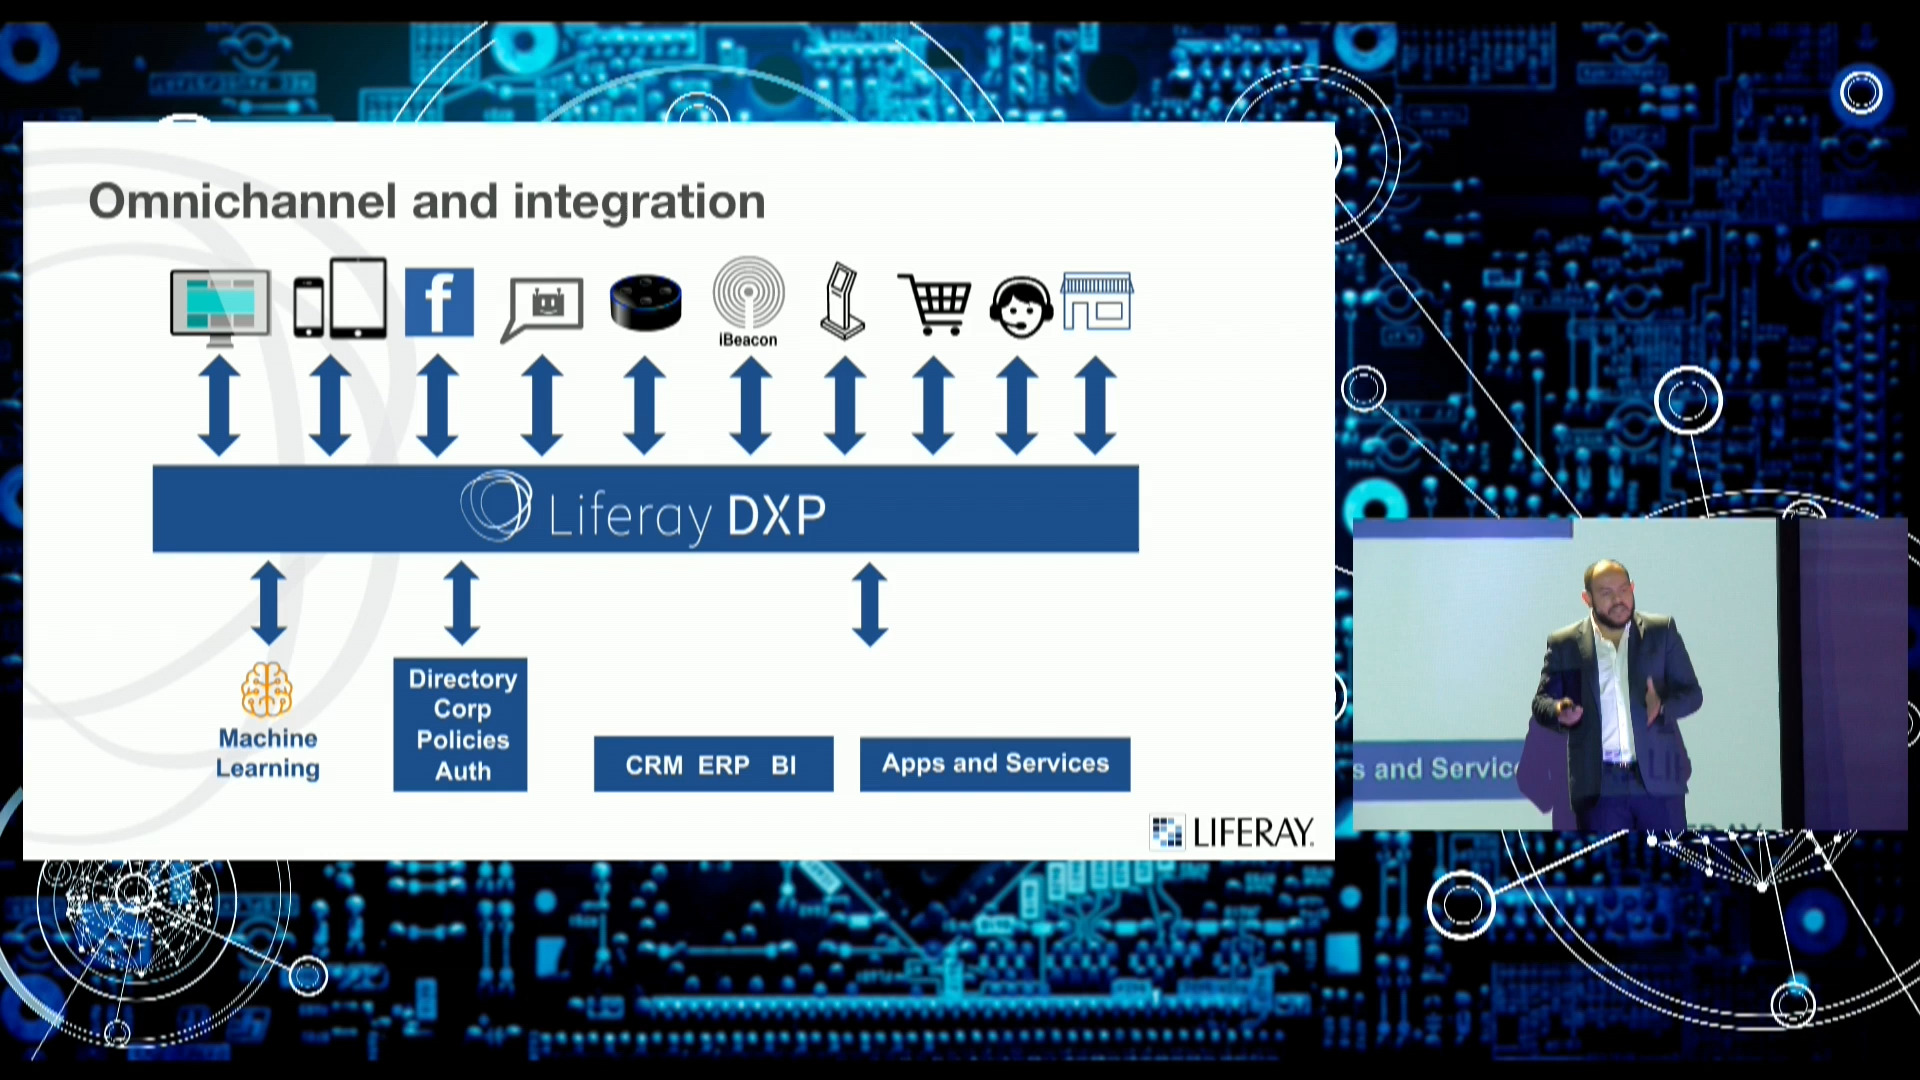 Omnichannel and integration
f
iBeacon
Liferay DXP
Machine
Learning
Directory
Corp
Policies
Auth
CRM ERP BI
Apps and Services
LIFERAY.
s and Servic